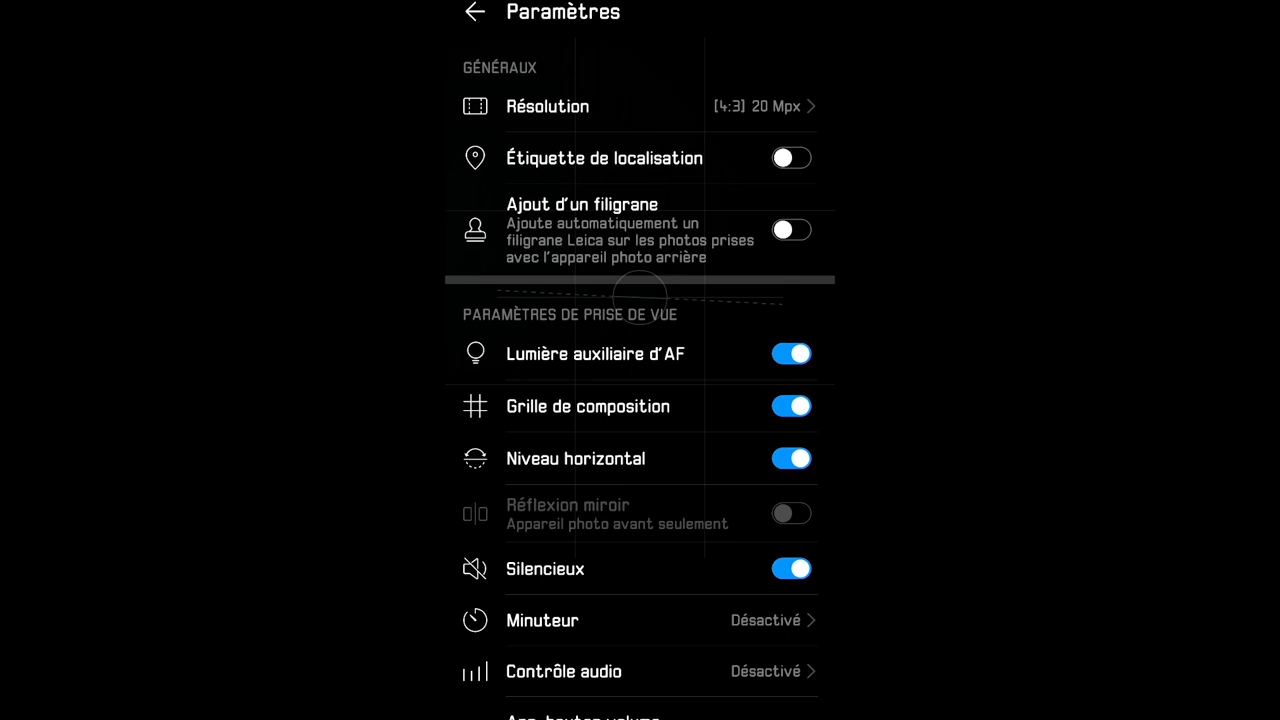 Paramètres
GÉNÉRAUX
Résolution [4:3] 20 Mpx
Étiquette de localisation
Ajout d'un filigrane
Ajoute automatiquement un
filigrane Leica sur les photos prises
avec l'appareil photo arrière
PARAMÈTRES DE PRISE DE VUE
Lumière auxiliaire d'AF
Grille de composition
Niveau horizontal
Réflexion miroir
Appareil photo avant seulement
Silencieux
Minuteur Désactivé
Contrôle audio Désactivé